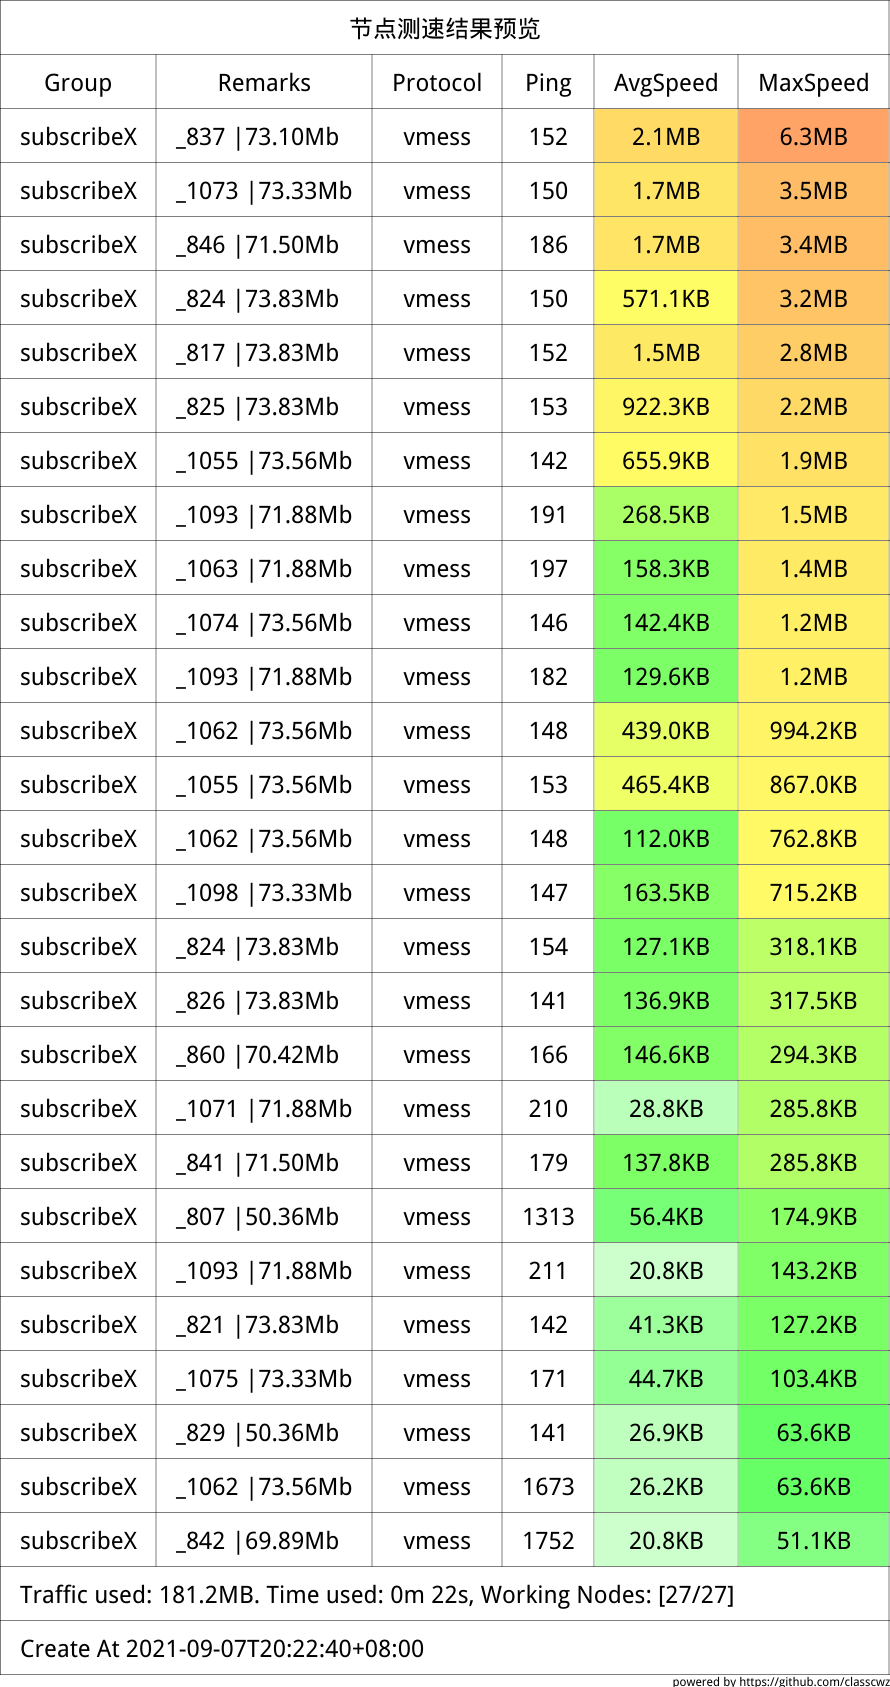 节点测速结果预览
Group Remarks Protocol Ping AvgSpeed MaxSpeed
subscribeX _837 |73.10Mb vmess 152 2.1MB 6.3MB
subscribeX _1073 |73.33Mb vmess 150 1.7MB 3.5MB
subscribeX _846 |71.50Mb vmess 186 1.7MB 3.4MB
subscribeX _824 |73.83Mb vmess 150 571.1KB 3.2MB
subscribeX _817 |73.83Mb vmess 152 1.5MB 2.8MB
subscribeX _825 |73.83Mb vmess 153 922.3KB 2.2MB
subscribeX _1055 |73.56Mb vmess 142 655.9KB 1.9MB
subscribeX _1093 |71.88Mb vmess 191 268.5KB 1.5MB
subscribeX _1063 |71.88Mb vmess 197 158.3KB 1.4MB
subscribeX _1074 |73.56Mb vmess 146 142.4KB 1.2MB
subscribeX _1093 |71.88Mb vmess 182 129.6KB 1.2MB
subscribeX _1062 |73.56Mb vmess 148 439.0KB 994.2KB
subscribeX _1055 |73.56Mb vmess 153 465.4KB 867.0KB
subscribeX _1062 |73.56Mb vmess 148 112.0KB 762.8KB
subscribeX _1098 |73.33Mb vmess 147 163.5KB 715.2KB
subscribeX _824 |73.83Mb vmess 154 127.1KB 318.1KB
subscribeX _826 |73.83Mb vmess 141 136.9KB 317.5KB
subscribeX _860 |70.42Mb vmess 166 146.6KB 294.3KB
subscribeX _1071 |71.88Mb vmess 210 28.8KB 285.8KB
subscribeX _841 |71.50Mb vmess 179 137.8KB 285.8KB
subscribeX _807 |50.36Mb vmess 1313 56.4KB 174.9KB
subscribeX _1093 |71.88Mb vmess 211 20.8KB 143.2KB
subscribeX _821 |73.83Mb vmess 142 41.3KB 127.2KB
subscribeX _1075 |73.33Mb vmess 171 44.7KB 103.4KB
subscribeX _829 |50.36Mb vmess 141 26.9KB 63.6KB
subscribeX _1062 |73.56Mb vmess 1673 26.2KB 63.6KB
subscribeX _842 |69.89Mb vmess 1752 20.8KB 51.1KB
Traffic used: 181.2MB. Time used: 0m 22s, Working Nodes: [27/27]
Create At 2021-09-07T20:22:40+08:00
powered by https://github.com/classcwz